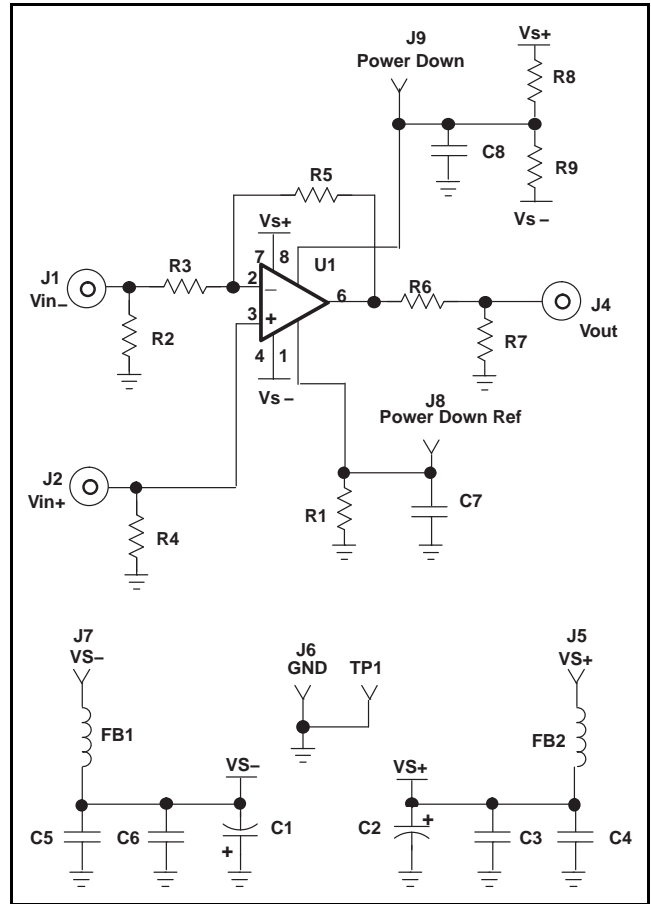 J9
Power Down
Vs+
R8
C8
R9
Vs –
R5
Vs+
7 8
U1
J1
Vin–
R3
2
–
6
R6
J4
Vout
3
+
R2
R7
4 1
Vs –
J8
Power Down Ref
J2
Vin+
R4
R1
C7
J7
VS–
J6
GND
TP1
J5
VS+
FB1
FB2
VS–
VS+
C5
C6
C1
+
C2
+
C3
C4